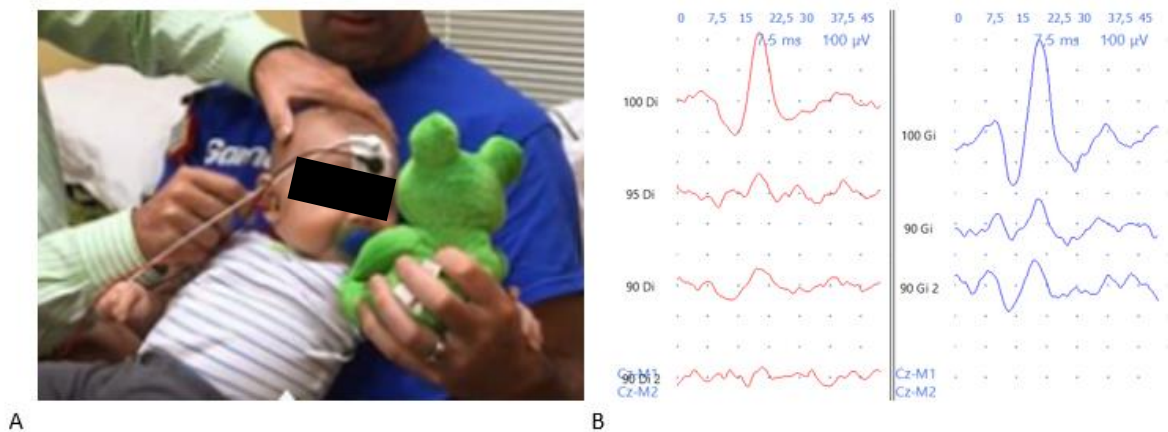 0 7,5 15 22,5 30 37,5 45
7.5 ms 100 µV
100 Di
95 Di
90 Di
90 Di 2
Cz-M1
Cz-M2
0 7,5 15 22,5 30 37,5 45
7.5 ms 100 µV
100 Gi
90 Gi
90 Gi 2
Cz-M1
Cz-M2
A
B